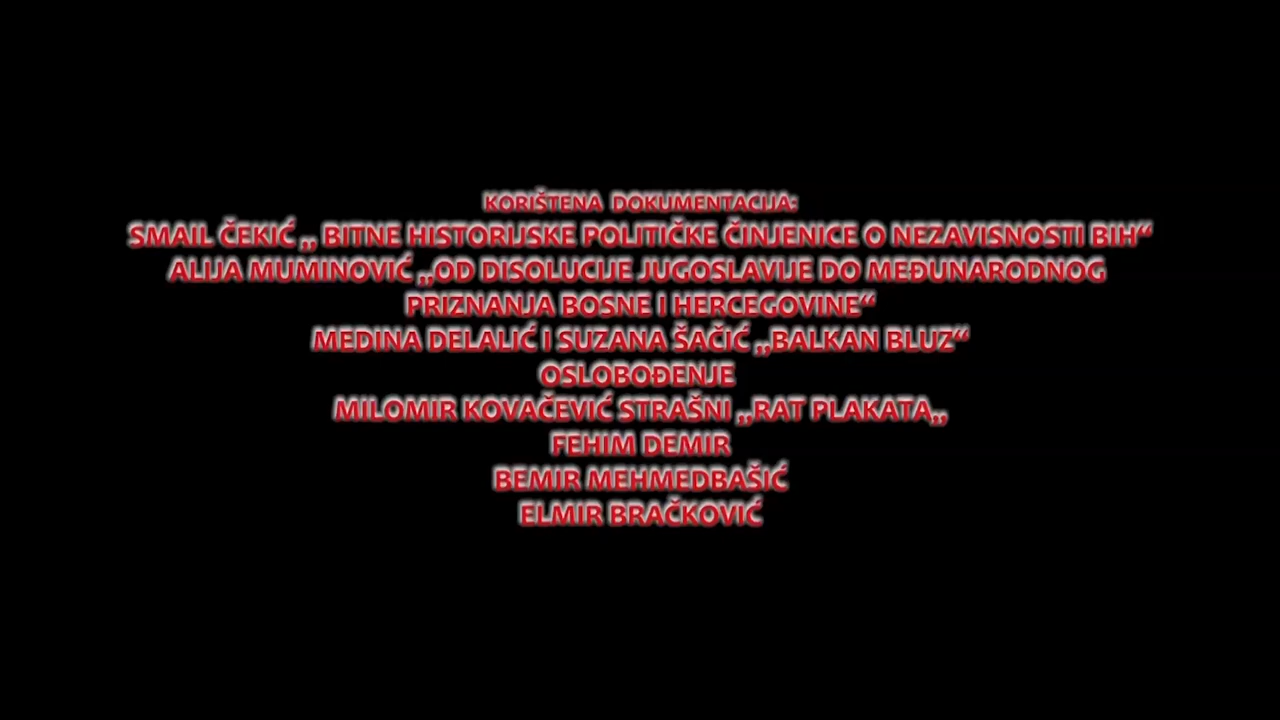 KORIŠTENA DOKUMENTACIJA:
SMAIL ČEKIĆ „ BITNE HISTORIJSKE POLITIČKE ČINJENICE O NEZAVISNOSTI BIH“
ALIJA MUMINOVIĆ „OD DISOLUCIJE JUGOSLAVIJE DO MEĐUNARODNOG
PRIZNANJA BOSNE I HERCEGOVINE“
MEDINA DELALIĆ I SUZANA ŠAČIĆ „BALKAN BLUZ“
OSLOBOĐENJE
MILOMIR KOVAČEVIĆ STRAŠNI „RAT PLAKATA„
FEHIM DEMIR
BEMIR MEHMEDBAŠIĆ
ELMIR BRAČKOVIĆ